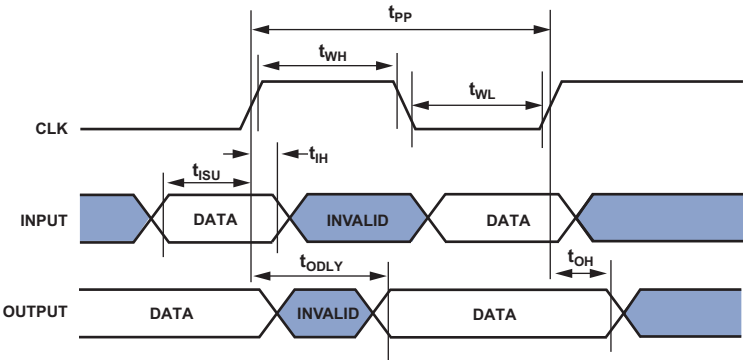 tPP
tWH
tWL
CLK
tIH
tISU
INPUT DATA INVALID DATA
tODLY
tOH
OUTPUT DATA INVALID DATA